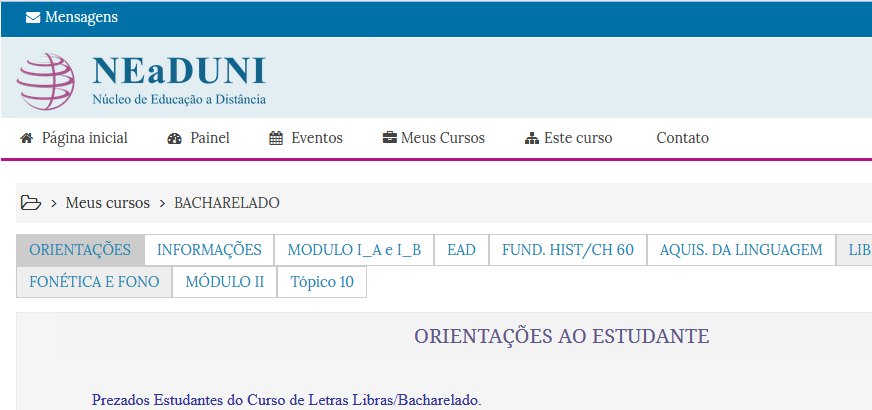 Mensagens
NEaDUNI
Núcleo de Educação a Distância
Página inicial Painel Eventos Meus Cursos Este curso Contato
> Meus cursos > BACHARELADO
ORIENTAÇÕES INFORMAÇÕES MODULO I_A e I_B EAD FUND. HIST/CH 60 AQUIS. DA LINGUAGEM LIB
FONÉTICA E FONO MÓDULO II Tópico 10
ORIENTAÇÕES AO ESTUDANTE
Prezados Estudantes do Curso de Letras Libras/Bacharelado.